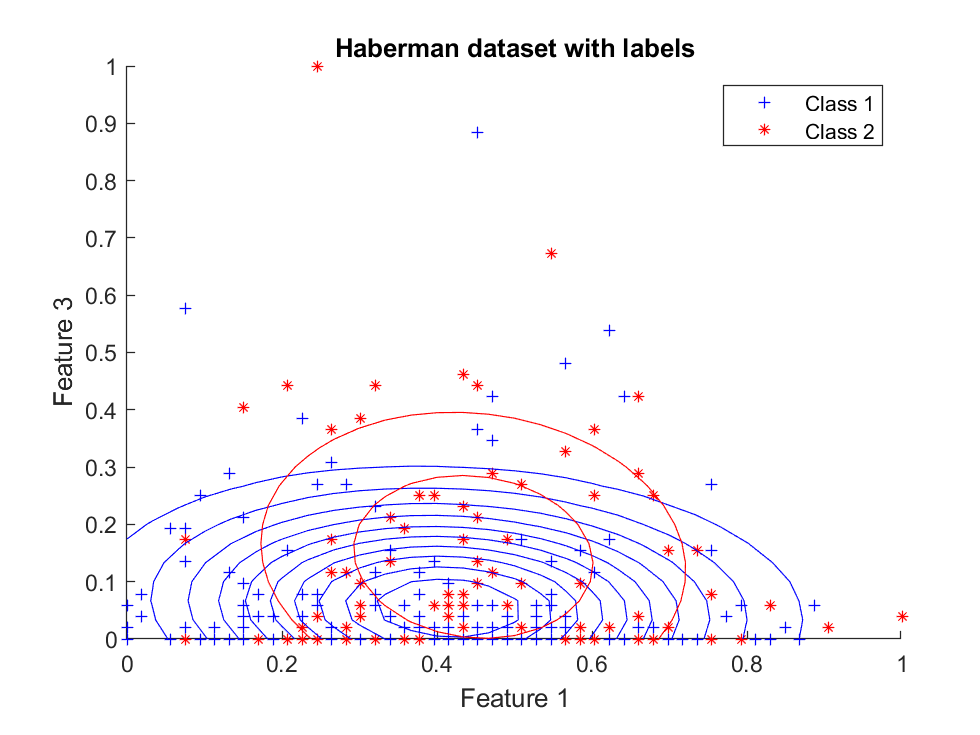 Haberman dataset with labels
Class 1
Class 2
1
0.9
0.8
0.7
0.6
0.5
0.4
0.3
0.2
0.1
0
Feature 3
0 0.2 0.4 0.6 0.8 1
Feature 1